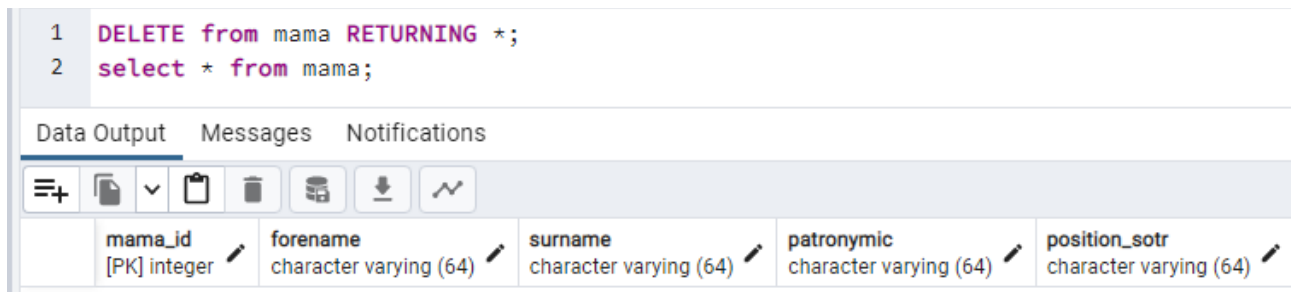 1 DELETE from mama RETURNING *;
2 select * from mama;
Data Output Messages Notifications
mama_id forename surname patronymic position_sotr
[PK] integer character varying (64) character varying (64) character varying (64) character varying (64)